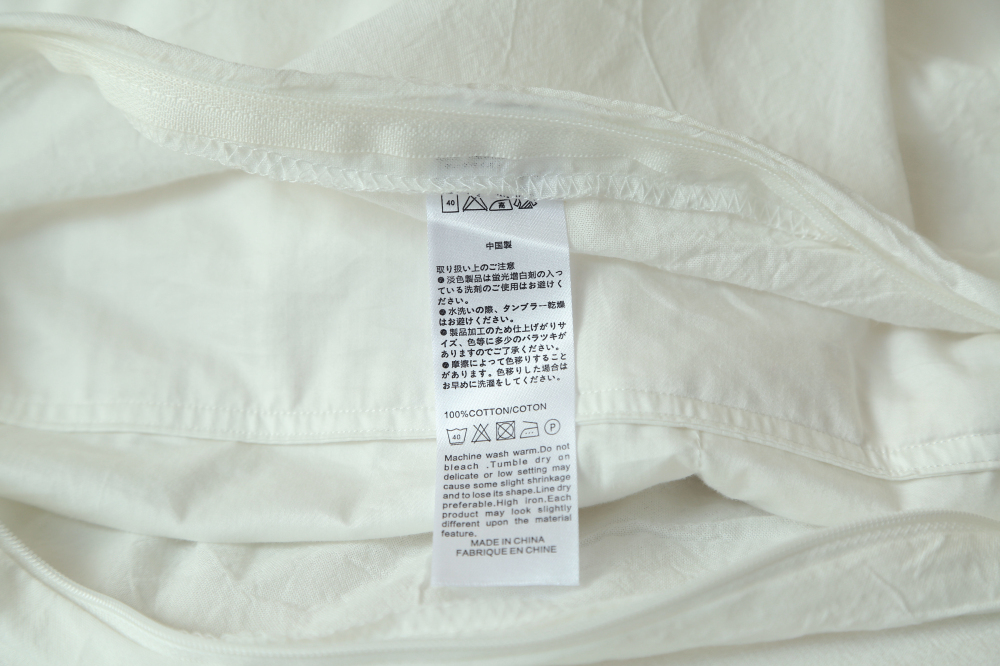 40 高
中国製
取り扱い上のご注意
●淡色製品は蛍光増白剤の入っ
ている洗剤のご使用はお避けく
ださい。
●水洗いの際、タンブラー乾燥
はお避けください。
●製品加工のため仕上げがりサ
イズ、色等に多少のバラツキが
ありますのでご了承ください。
●摩擦によって色移りすること
があります。色移りした場合は
お早めに洗濯をしてください。
100%COTTON/COTON
40 P
Machine wash warm.Do not
bleach .Tumble dry on
delicate or low setting may
cause some slight shrinkage
and to lose its shape.Line dry
preferable.High iron.Each
product may look slightly
different upon the material
feature.
MADE IN CHINA
FABRIQUE EN CHINE